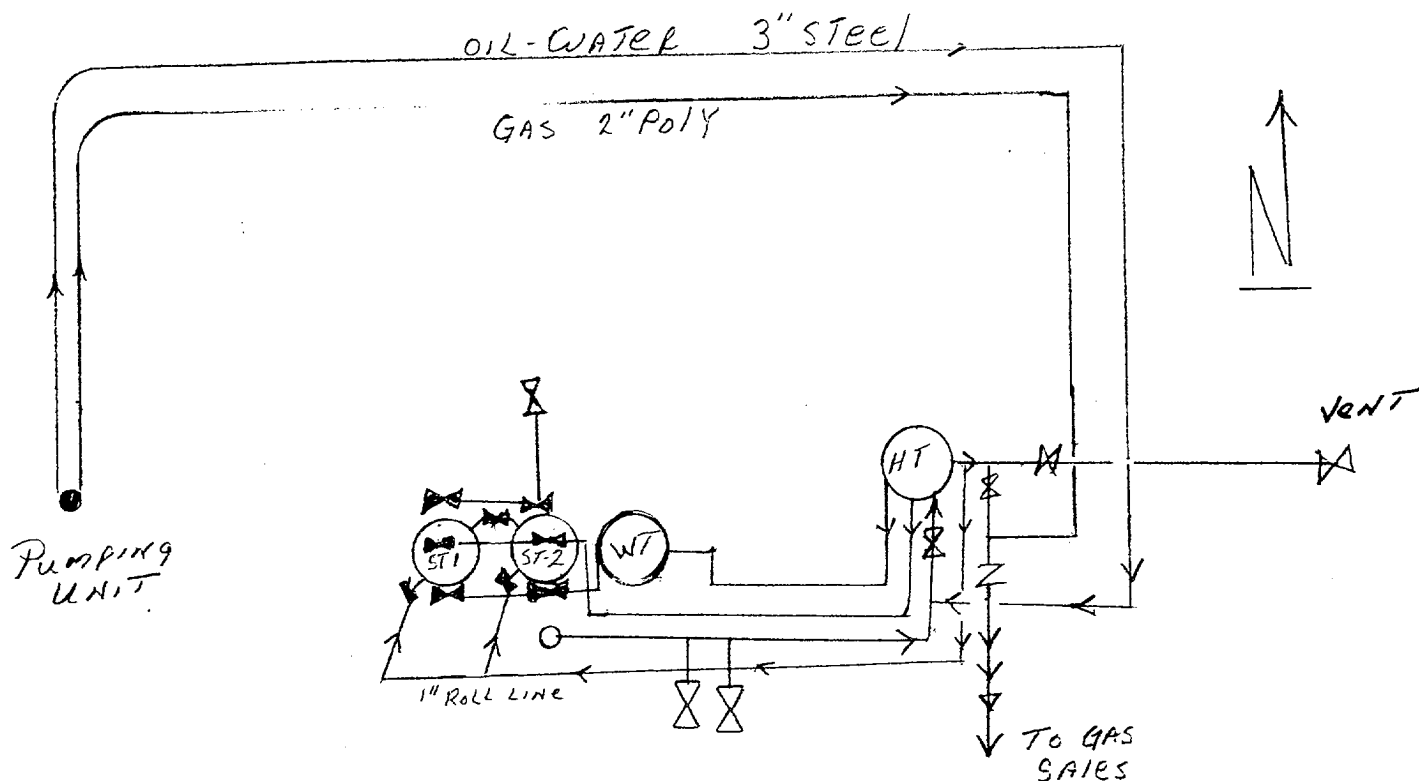 OIL-WATER 3" STEEL
GAS 2" POLY
N
VENT
HT
PUMPING
UNIT
ST1
ST-2
WT
1" ROLL LINE
TO GAS
SALES